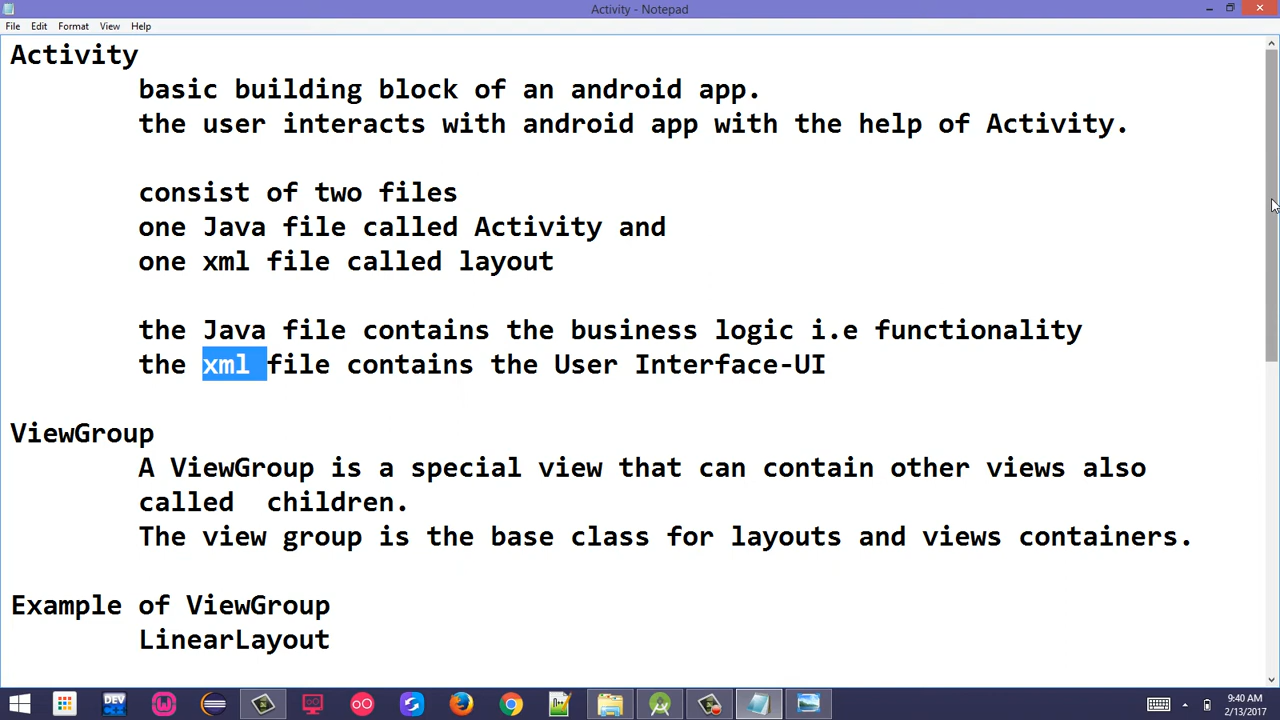 Activity - Notepad
File Edit Format View Help
Activity
basic building block of an android app.
the user interacts with android app with the help of Activity.
consist of two files
one Java file called Activity and
one xml file called layout
the Java file contains the business logic i.e functionality
the xml file contains the User Interface-UI
ViewGroup
A ViewGroup is a special view that can contain other views also
called  children.
The view group is the base class for layouts and views containers.
Example of ViewGroup
LinearLayout
DEV
9:40 AM
2/13/2017